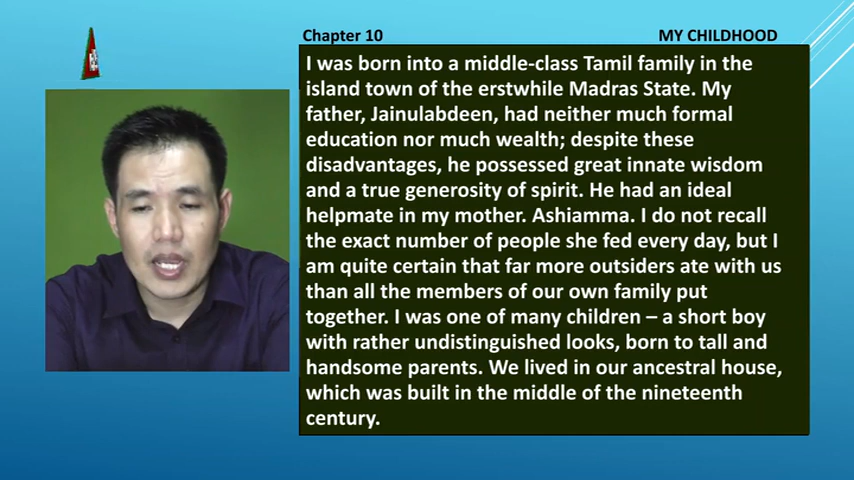 Chapter 10
MY CHILDHOOD
I was born into a middle-class Tamil family in the
island town of the erstwhile Madras State. My
father, Jainulabdeen, had neither much formal
education nor much wealth; despite these
disadvantages, he possessed great innate wisdom
and a true generosity of spirit. He had an ideal
helpmate in my mother. Ashiamma. I do not recall
the exact number of people she fed every day, but I
am quite certain that far more outsiders ate with us
than all the members of our own family put
together. I was one of many children – a short boy
with rather undistinguished looks, born to tall and
handsome parents. We lived in our ancestral house,
which was built in the middle of the nineteenth
century.